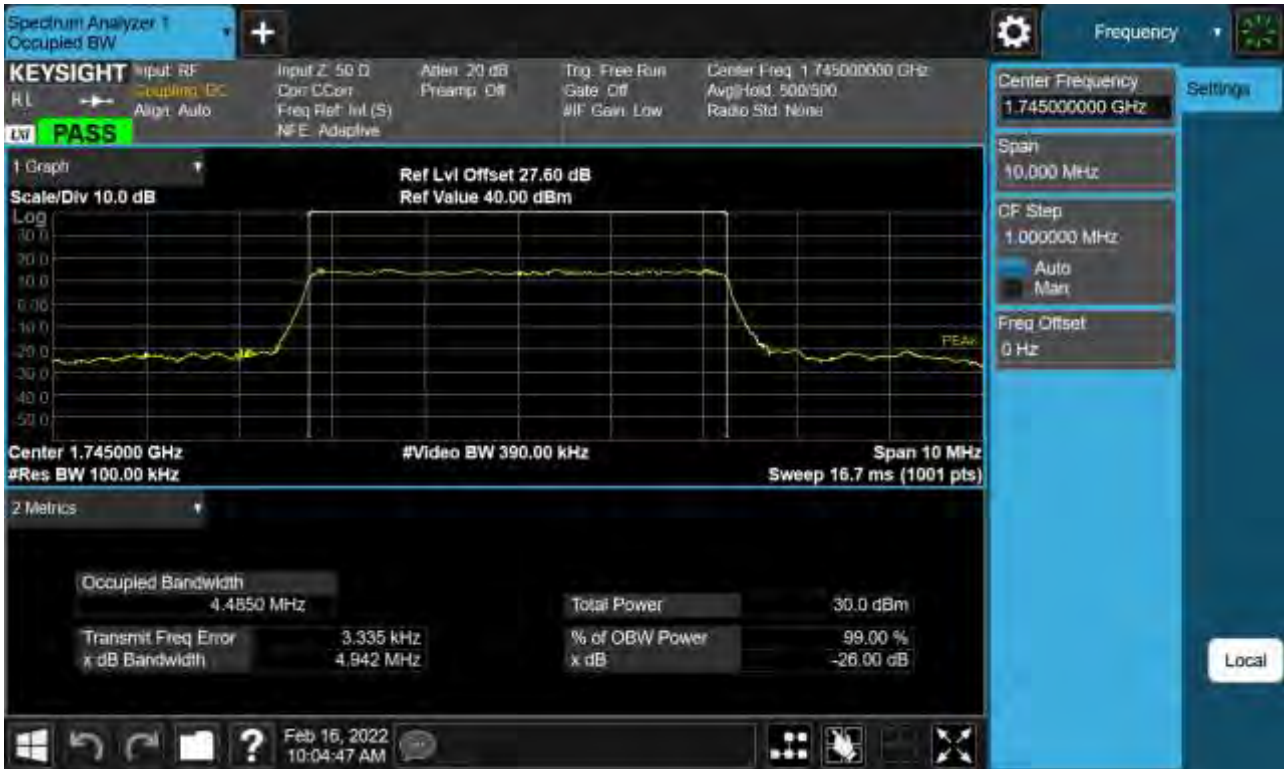 Spectrum Analyzer 1
Occupied BW
Frequency
KEYSIGHT
Input: RF
Coupling: DC
Align: Auto
RL
LXI
PASS
Input Z: 50 Ω
Corr CCorr
Freq Ref: Int (S)
NFE: Adaptive
Atten: 20 dB
Preamp: Off
Trig: Free Run
Gate: Off
#IF Gain: Low
Center Freq: 1.745000000 GHz
Avg|Hold: 500/500
Radio Std: None
Center Frequency
1.745000000 GHz
Settings
Span
10.000 MHz
CF Step
1.000000 MHz
Auto
Man
Freq Offset
0 Hz
1 Graph
Scale/Div 10.0 dB
Ref Lvl Offset 27.60 dB
Ref Value 40.00 dBm
Log
30.0
20.0
10.0
0.00
-10.0
-20.0
-30.0
-40.0
-50.0
PEAK
Center 1.745000 GHz
#Video BW 390.00 kHz
Span 10 MHz
#Res BW 100.00 kHz
Sweep 16.7 ms (1001 pts)
2 Metrics
Occupied Bandwidth
4.4850 MHz
Total Power 30.0 dBm
Transmit Freq Error 3.335 kHz
% of OBW Power 99.00 %
x dB Bandwidth 4.942 MHz
x dB -26.00 dB
Local
?
Feb 16, 2022
10:04:47 AM